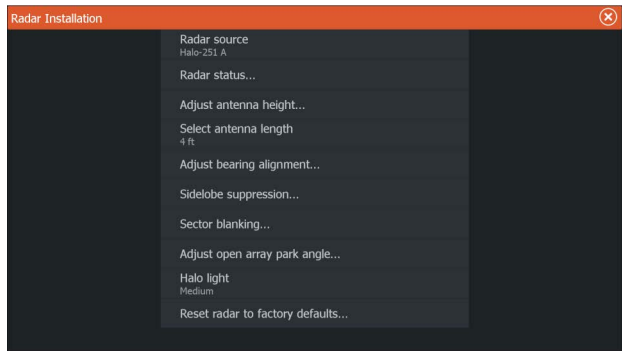 Radar Installation
Radar source
Halo-251 A
Radar status...
Adjust antenna height...
Select antenna length
4 ft
Adjust bearing alignment...
Sidelobe suppression...
Sector blanking...
Adjust open array park angle...
Halo light
Medium
Reset radar to factory defaults...